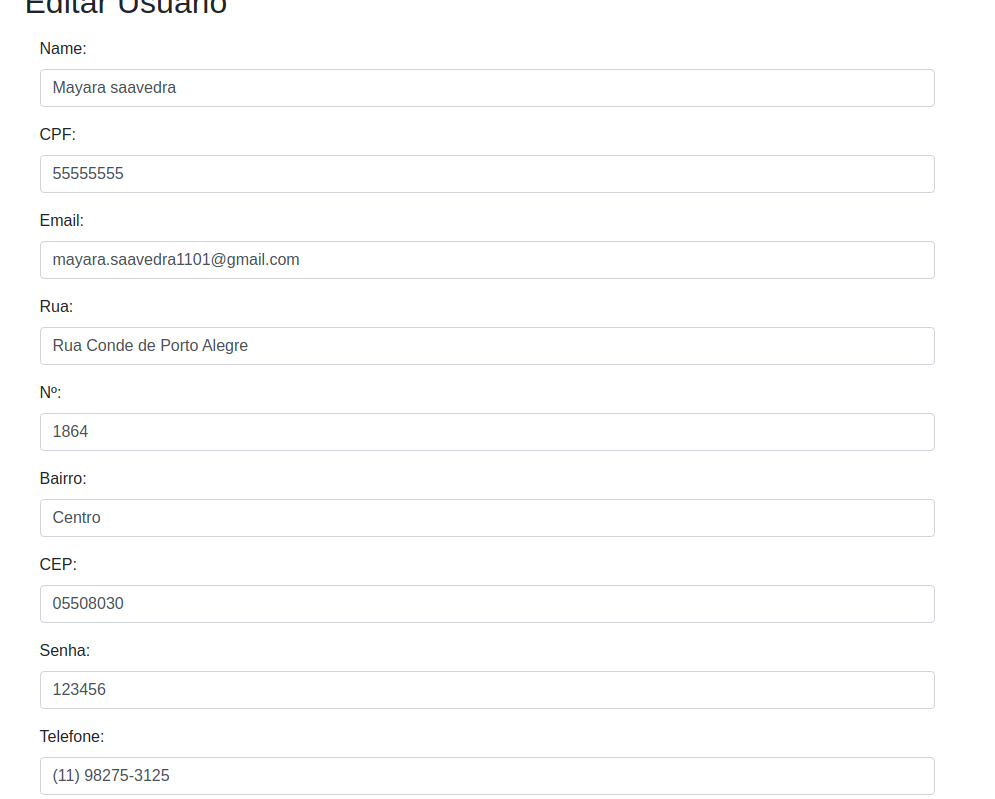 Editar Usuário
Name:
Mayara saavedra
CPF:
55555555
Email:
mayara.saavedra1101@gmail.com
Rua:
Rua Conde de Porto Alegre
Nº:
1864
Bairro:
Centro
CEP:
05508030
Senha:
123456
Telefone:
(11) 98275-3125